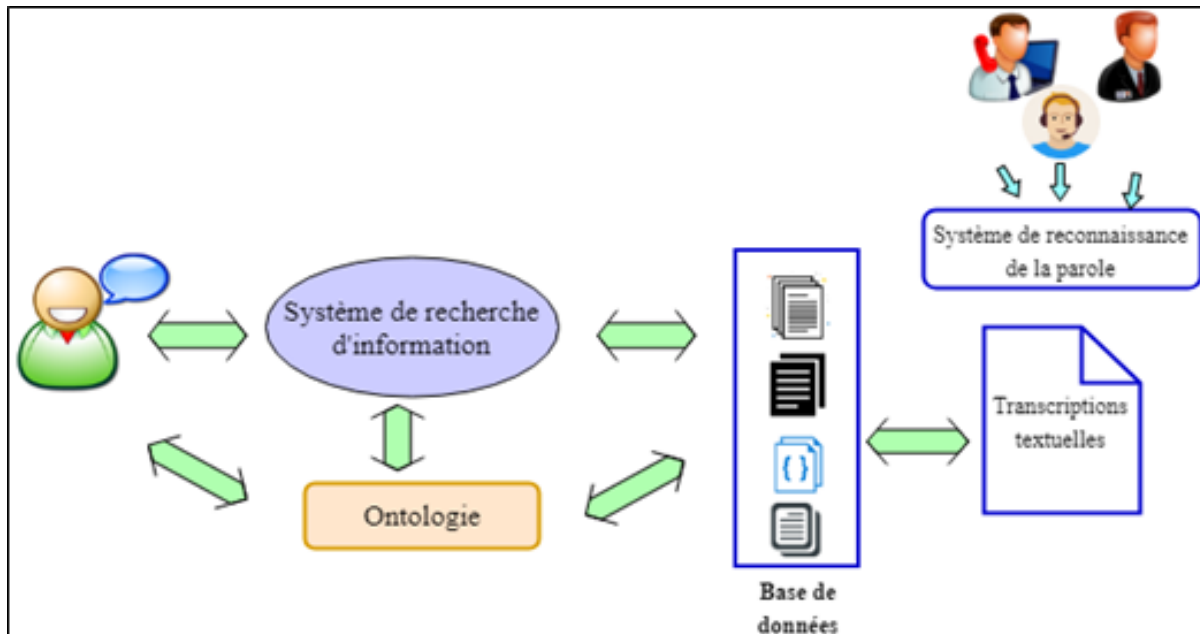 Système de reconnaissance
de la parole
Système de recherche
d'information
Transcriptions
textuelles
Ontologie
{ }
Base de
données